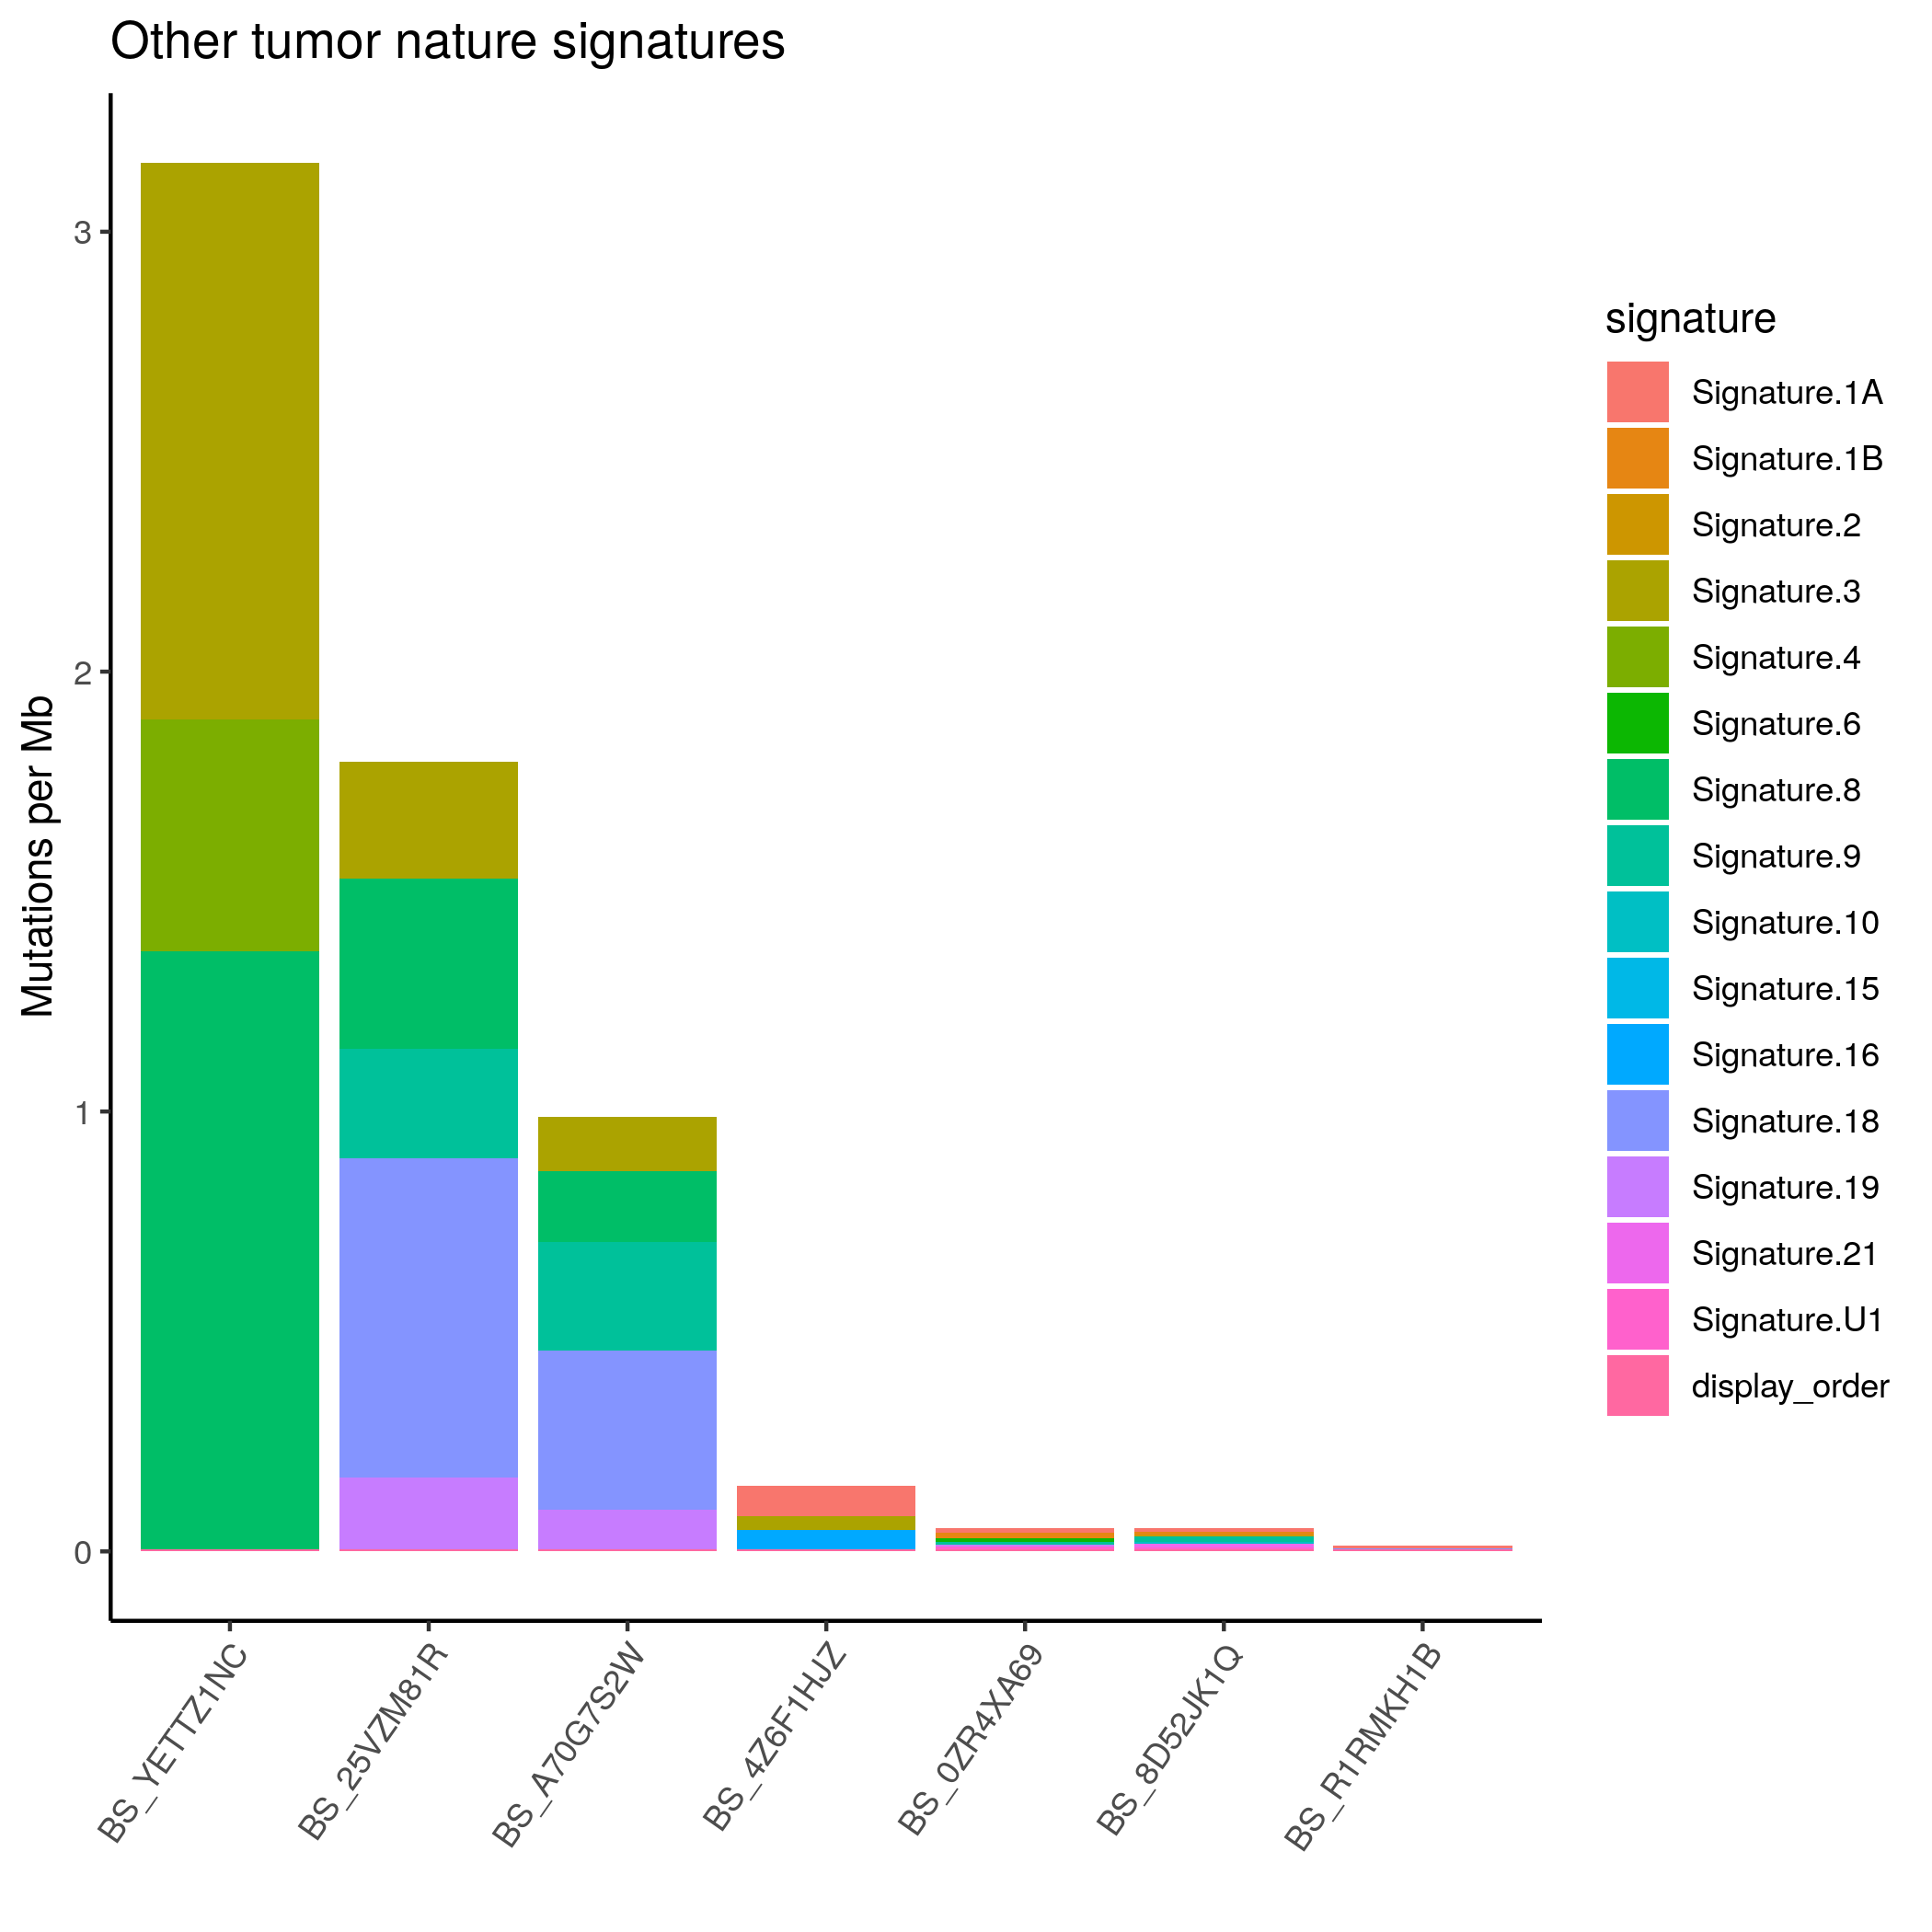 Other tumor nature signatures
Mutations per Mb
3
2
1
0
BS_YETTZ1NC
BS_25VZM81R
BS_A70G7S2W
BS_4Z6F1HJZ
BS_0ZR4XA69
BS_8D52JK1Q
BS_R1RMKH1B
signature
Signature.1A
Signature.1B
Signature.2
Signature.3
Signature.4
Signature.6
Signature.8
Signature.9
Signature.10
Signature.15
Signature.16
Signature.18
Signature.19
Signature.21
Signature.U1
display_order